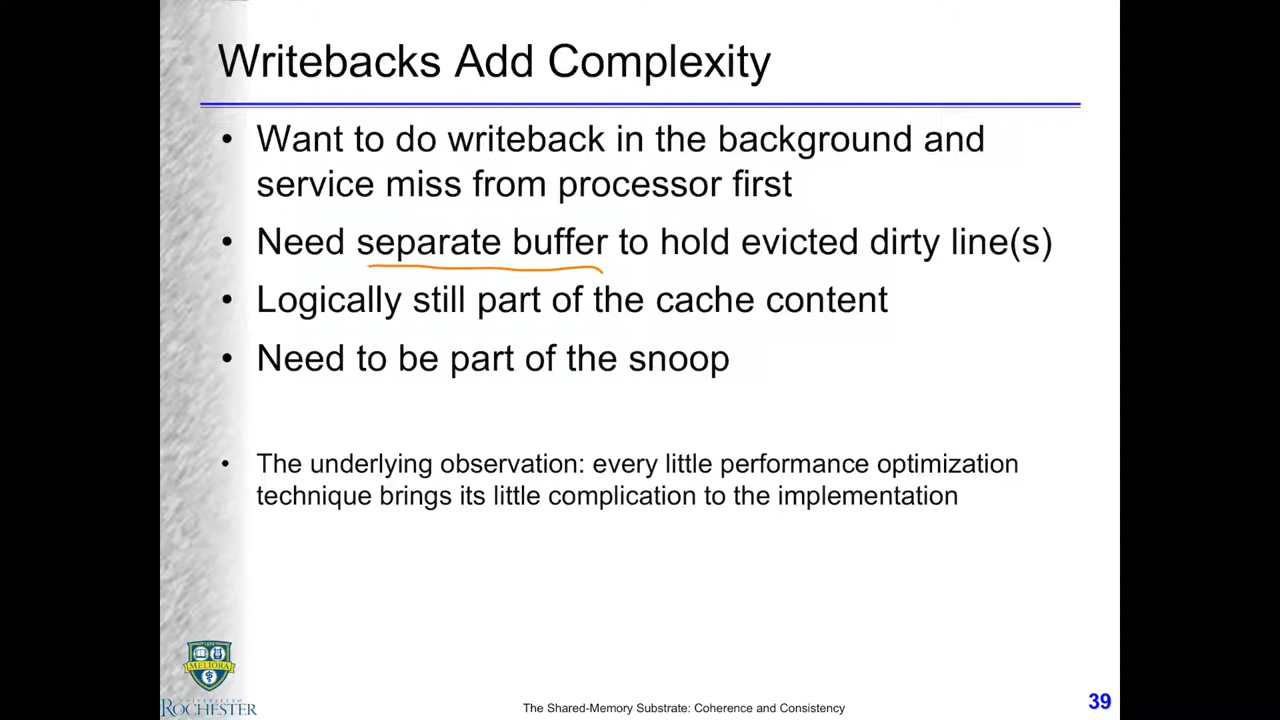 Writebacks Add Complexity
• Want to do writeback in the background and
service miss from processor first
• Need separate buffer to hold evicted dirty line(s)
• Logically still part of the cache content
• Need to be part of the snoop
• The underlying observation: every little performance optimization
technique brings its little complication to the implementation
MELIORA
ROCHESTER
The Shared-Memory Substrate: Coherence and Consistency
39